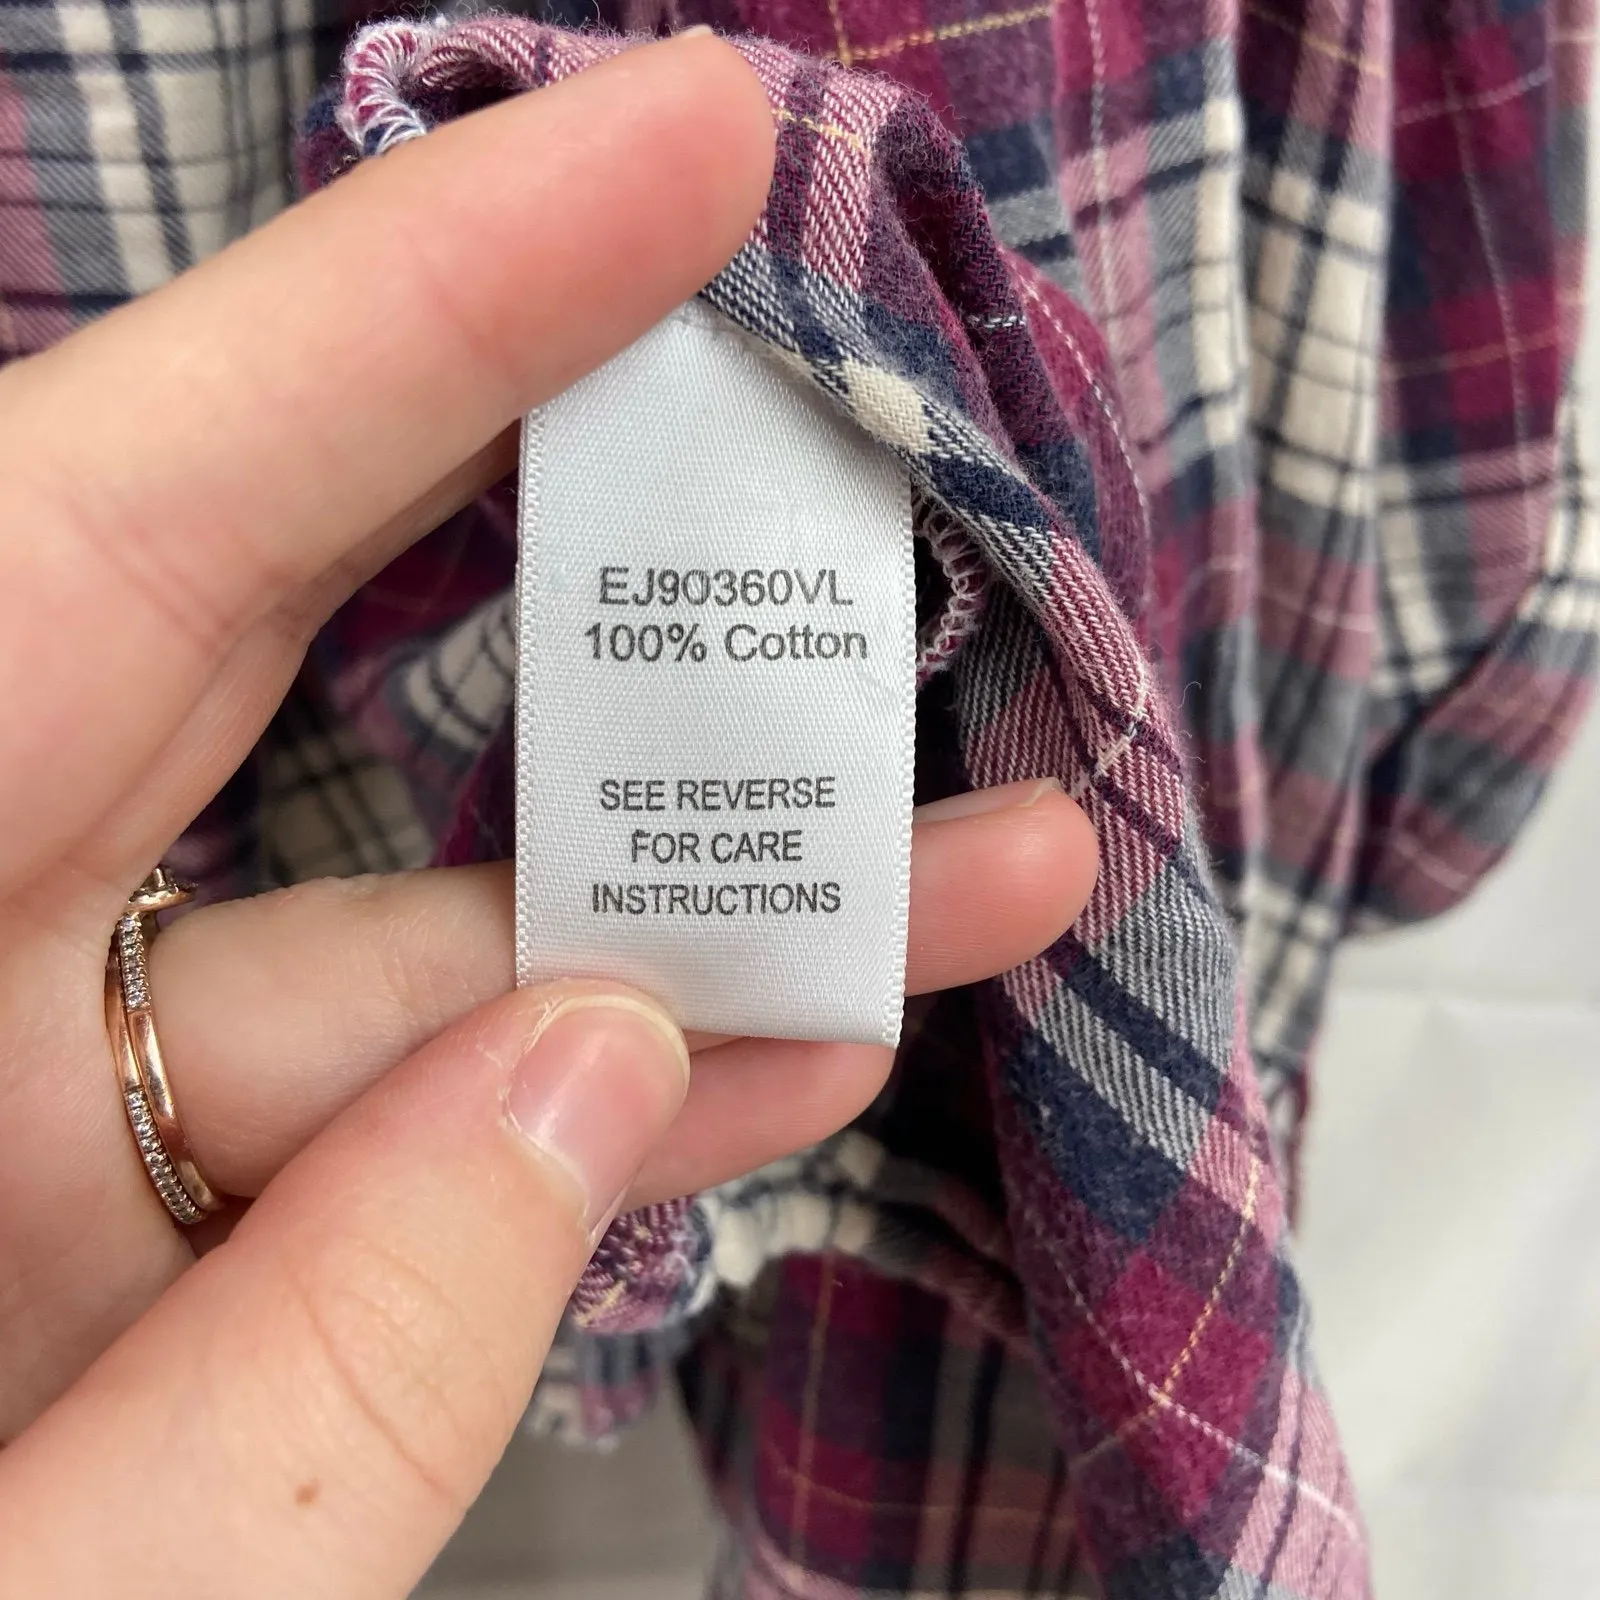 EJ90360VL
100% Cotton
SEE REVERSE
FOR CARE
INSTRUCTIONS